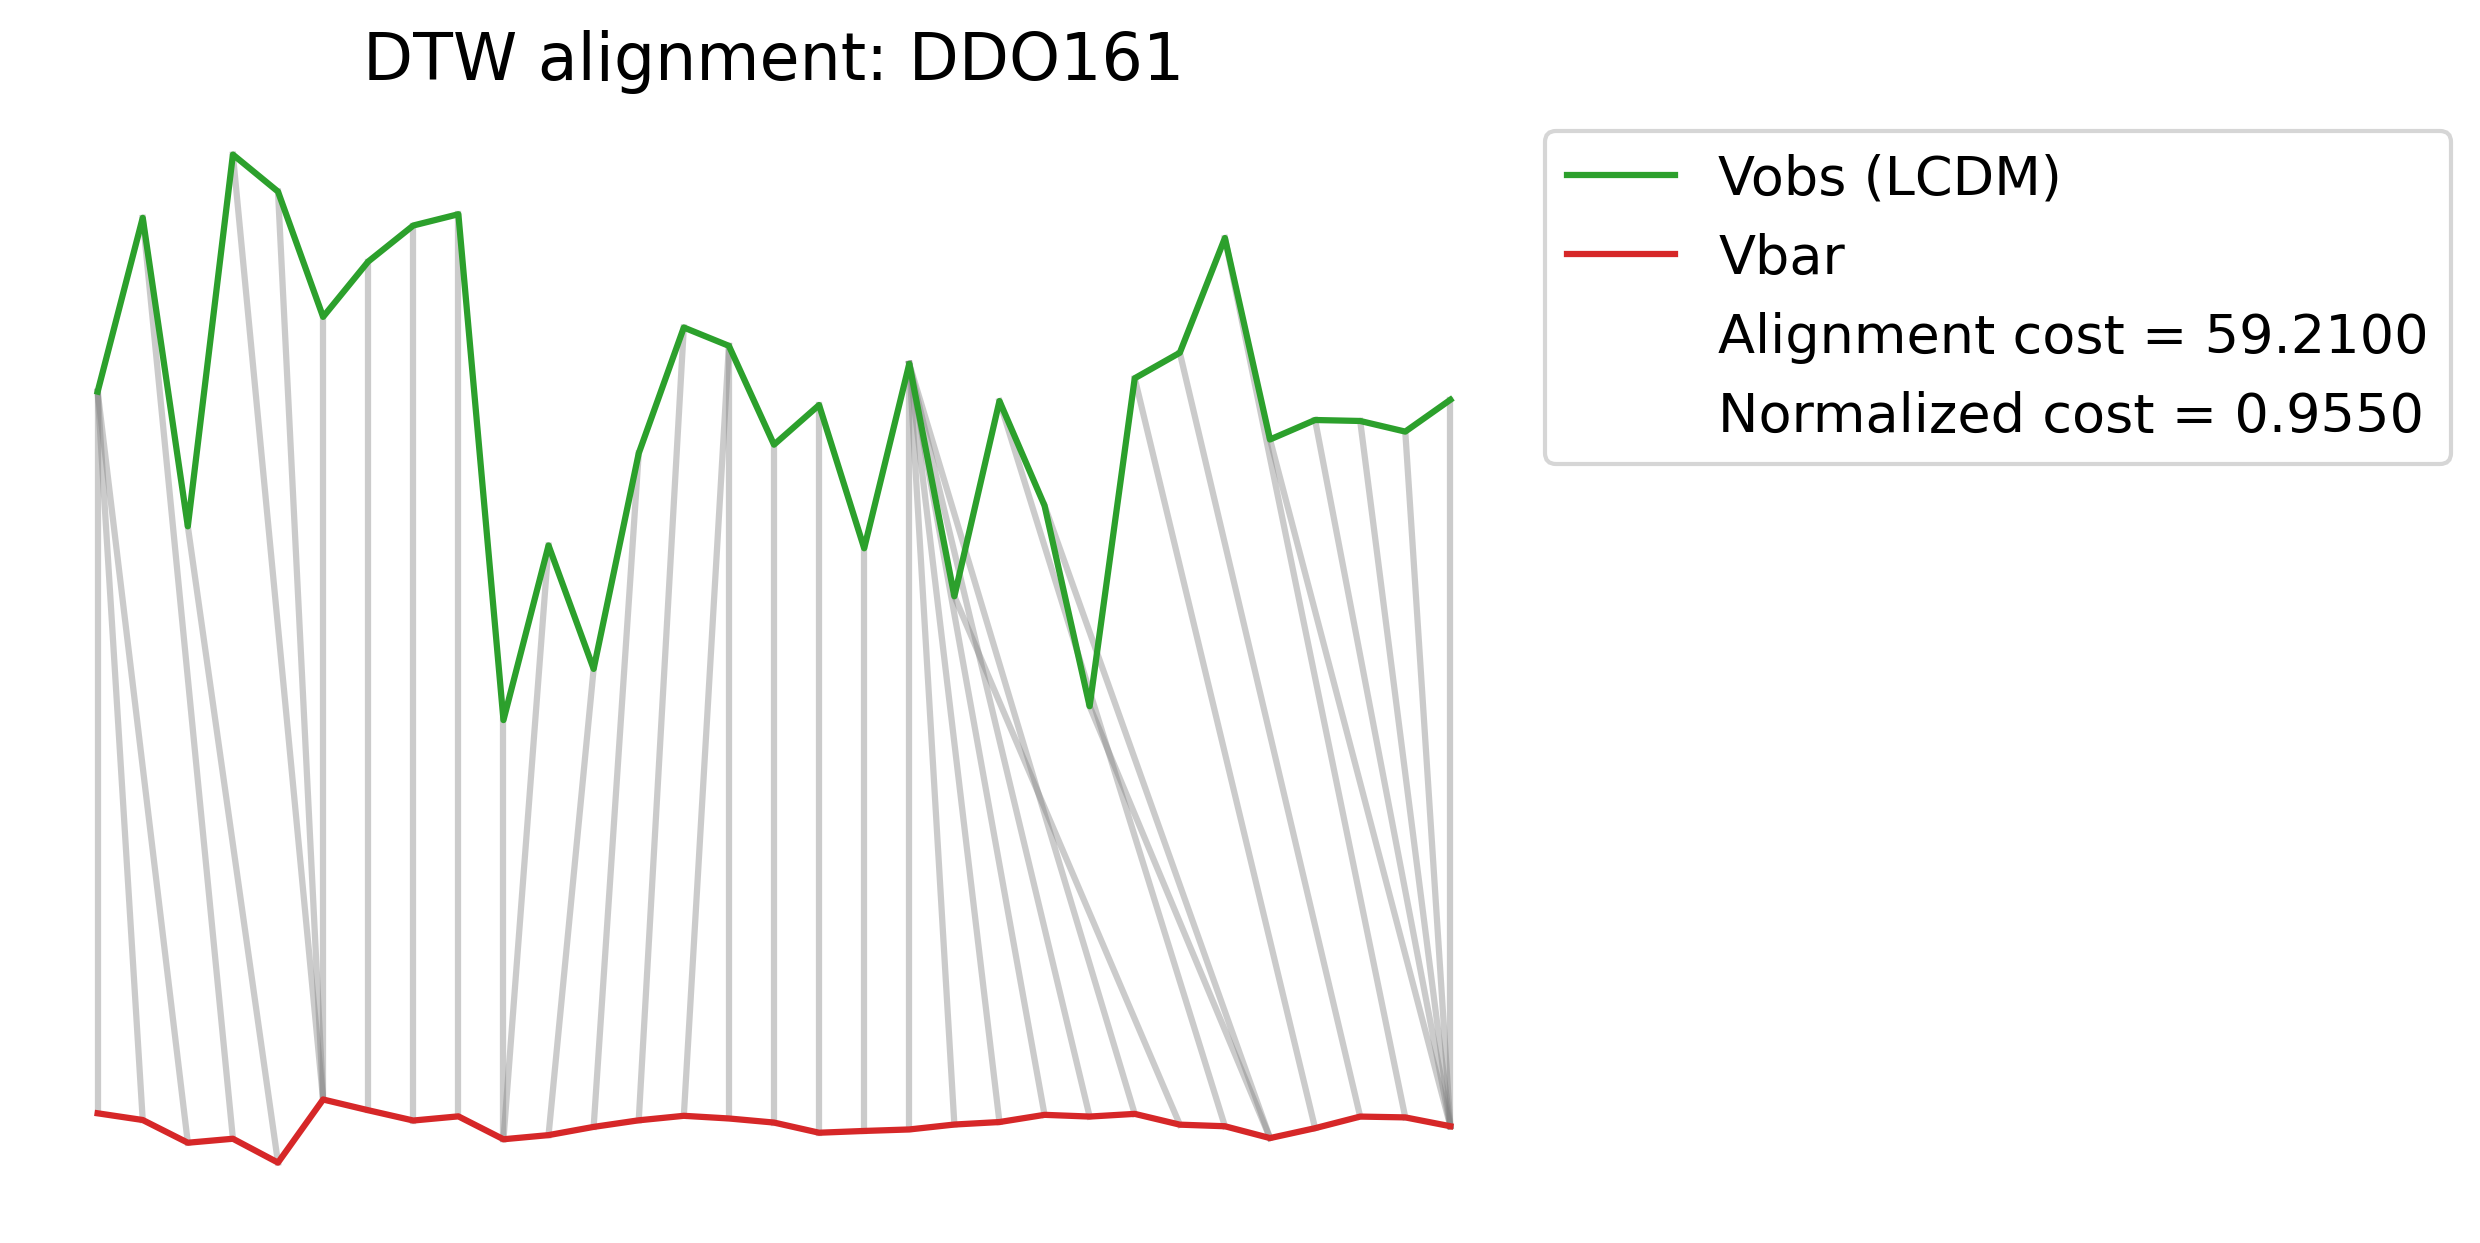 DTW alignment: DDO161
Vobs (LCDM)
Vbar
Alignment cost = 59.2100
Normalized cost = 0.9550